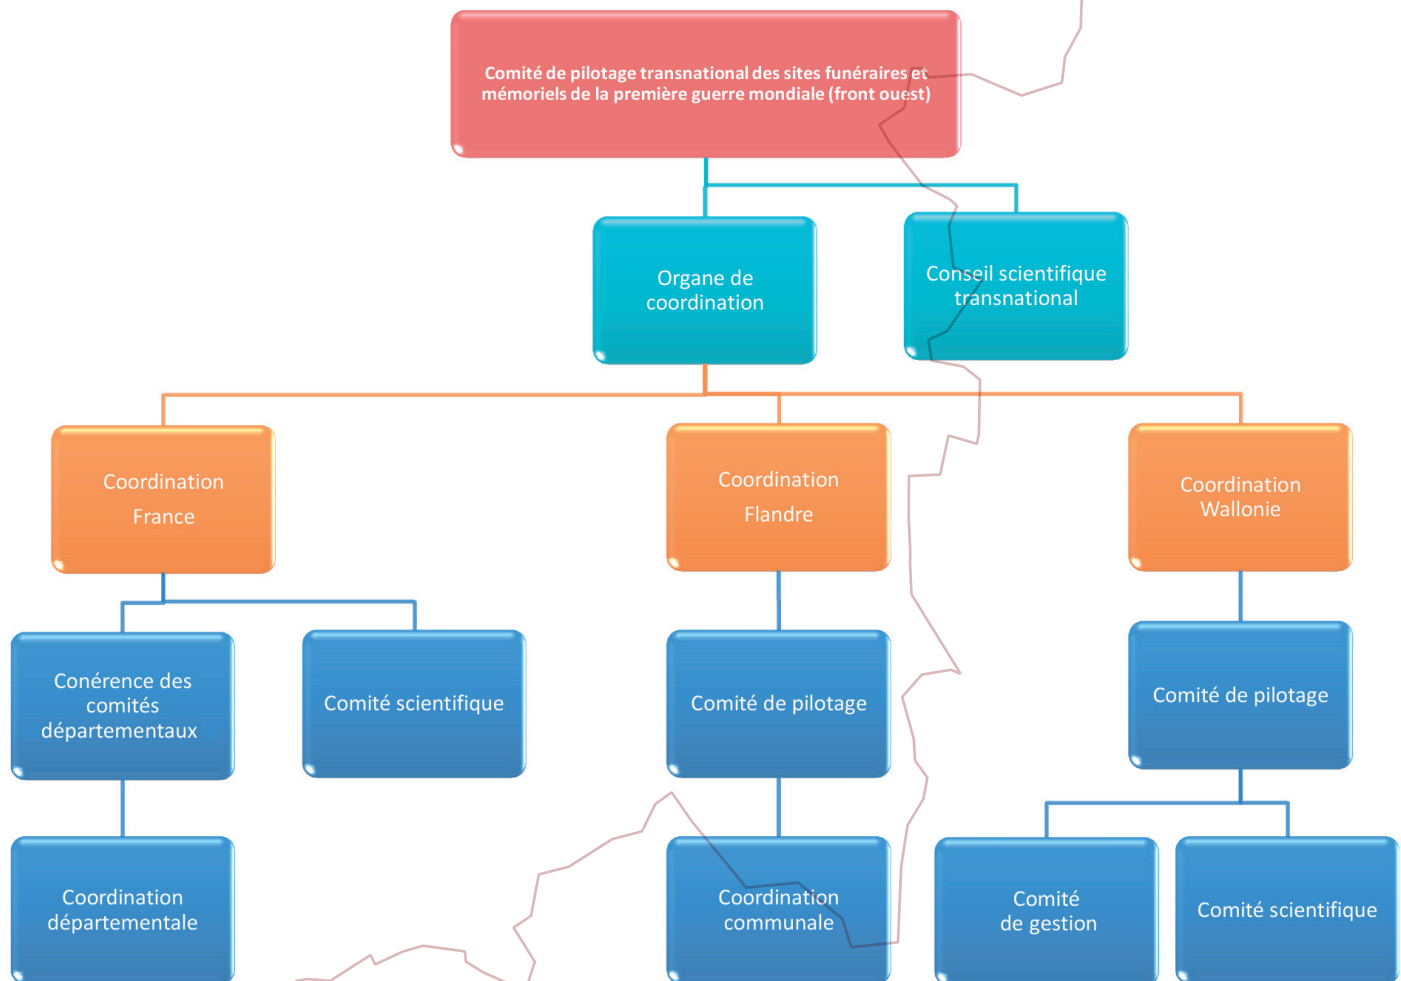 Comité de pilotage transnational des sites funéraires et
mémoriels de la première guerre mondiale (front ouest)
Organe de
coordination
Conseil scientifique
transnational
Coordination
France
Coordination
Flandre
Coordination
Wallonie
Conérence des
comités
départementaux
Comité scientifique
Comité de pilotage
Comité de pilotage
Coordination
départementale
Coordination
communale
Comité
de gestion
Comité scientifique